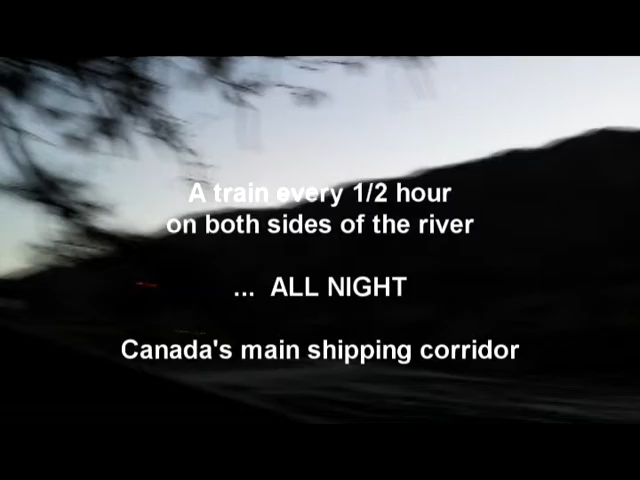 A train every 1/2 hour
on both sides of the river
... ALL NIGHT
Canada's main shipping corridor